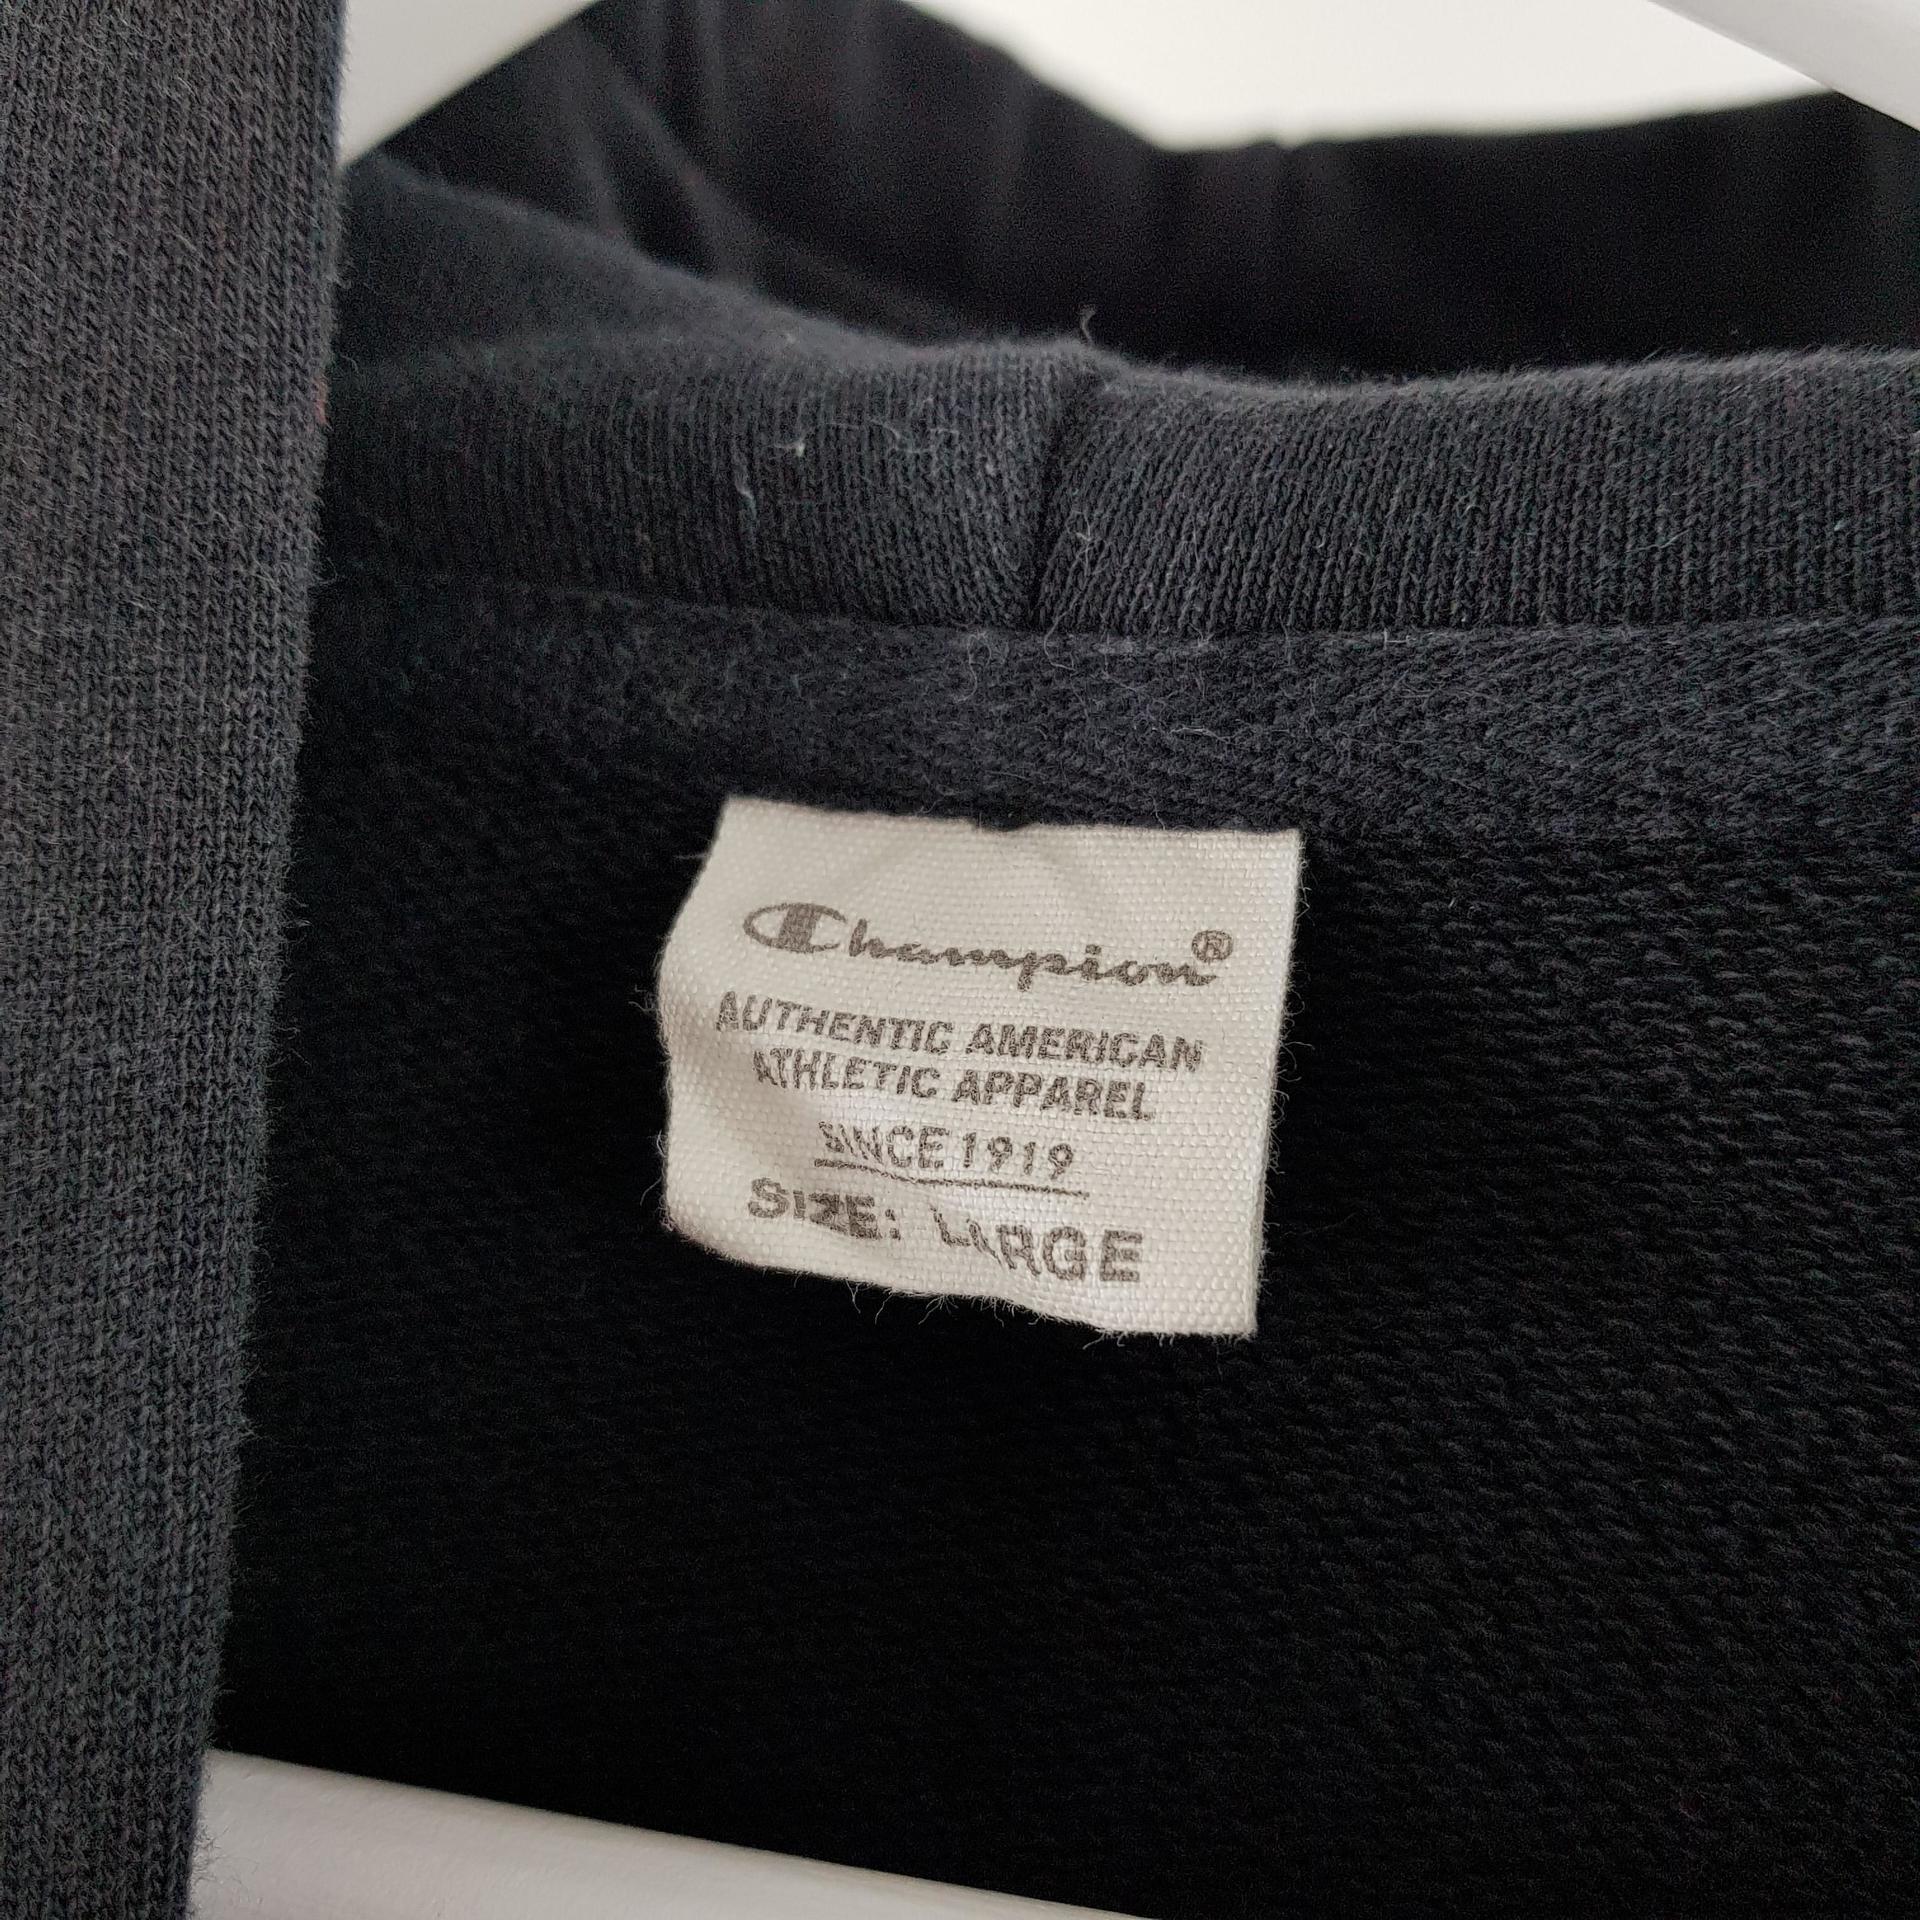 Champion®
AUTHENTIC AMERICAN
ATHLETIC APPAREL
SINCE 1919
SIZE: LARGE